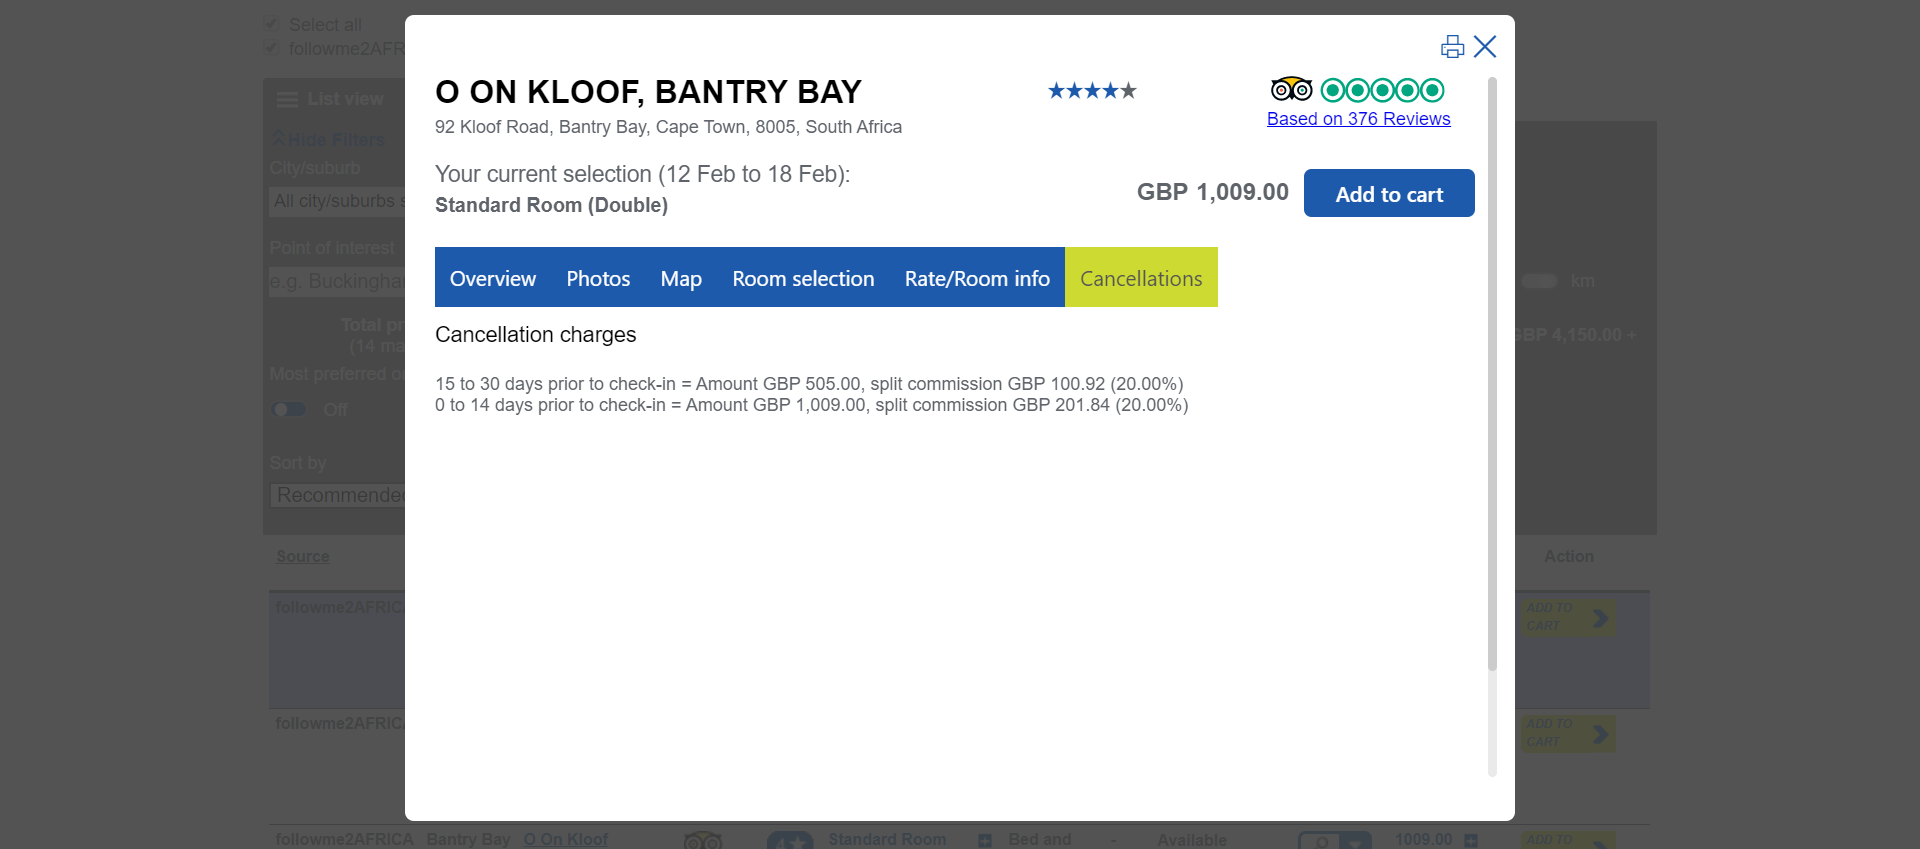 Select all
followme2AFR
List view
Hide Filters
City/suburb
All city/suburbs s
Point of interest
e.g. Buckingha
km
Total pr
(14 ma
GBP 4,150.00 +
Most preferred o
Off
Sort by
Recommended
Source
Action
followme2AFRIC
ADD TO
CART
followme2AFRIC
ADD TO
CART
followme2AFRICA Bantry Bay O On Kloof 4 Standard Room Bed and - Available 1009.00 ADD TO
O ON KLOOF, BANTRY BAY
92 Kloof Road, Bantry Bay, Cape Town, 8005, South Africa
Based on 376 Reviews
Your current selection (12 Feb to 18 Feb):
Standard Room (Double)
GBP 1,009.00
Add to cart
Overview Photos Map Room selection Rate/Room info Cancellations
Cancellation charges
15 to 30 days prior to check-in = Amount GBP 505.00, split commission GBP 100.92 (20.00%)
0 to 14 days prior to check-in = Amount GBP 1,009.00, split commission GBP 201.84 (20.00%)